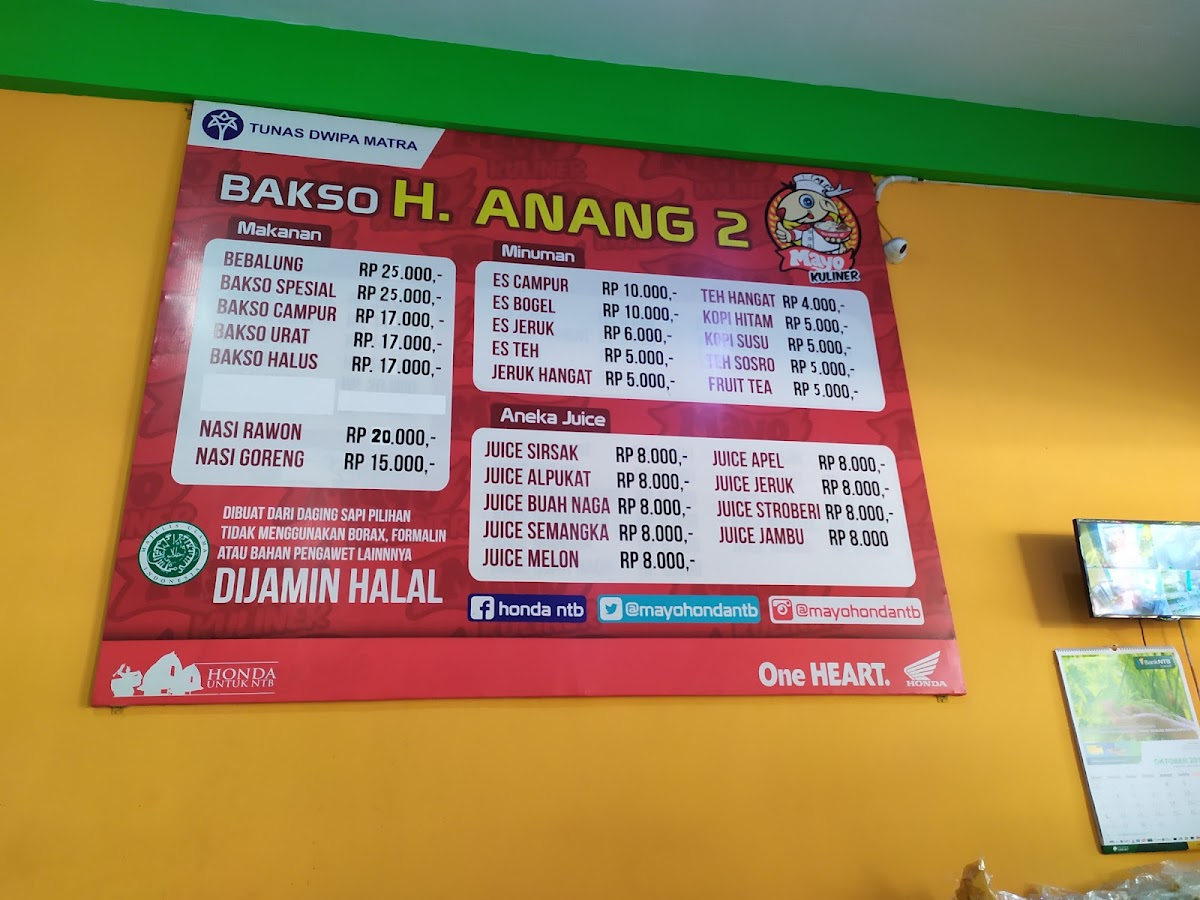 TUNAS DWIPA MATRA
BAKSO H. ANANG 2
Mayo
KULINER
Makanan
BEBALUNG RP 25.000,-
BAKSO SPESIAL RP 25.000,-
BAKSO CAMPUR RP 17.000,-
BAKSO URAT RP. 17.000,-
BAKSO HALUS RP. 17.000,-
NASI RAWON RP 20.000,-
NASI GORENG RP 15.000,-
Minuman
ES CAMPUR RP 10.000,-
ES BOGEL RP 10.000,-
ES JERUK RP 6.000,-
ES TEH RP 5.000,-
JERUK HANGAT RP 5.000,-
TEH HANGAT RP 4.000,-
KOPI HITAM RP 5.000,-
KOPI SUSU RP 5.000,-
TEH SOSRO RP 5.000,-
FRUIT TEA RP 5.000,-
Aneka Juice
JUICE SIRSAK RP 8.000,-
JUICE ALPUKAT RP 8.000,-
JUICE BUAH NAGA RP 8.000,-
JUICE SEMANGKA RP 8.000,-
JUICE MELON RP 8.000,-
JUICE APEL RP 8.000,-
JUICE JERUK RP 8.000,-
JUICE STROBERI RP 8.000,-
JUICE JAMBU RP 8.000
DIBUAT DARI DAGING SAPI PILIHAN
TIDAK MENGGUNAKAN BORAX, FORMALIN
ATAU BAHAN PENGAWET LAINNNYA
DIJAMIN HALAL
MAJELIS ULAMA
INDONESIA
honda ntb
@mayohondantb
@mayohondantb
HONDA
UNTUK NTB
One HEART.
HONDA
BankNTB
OKTOBER